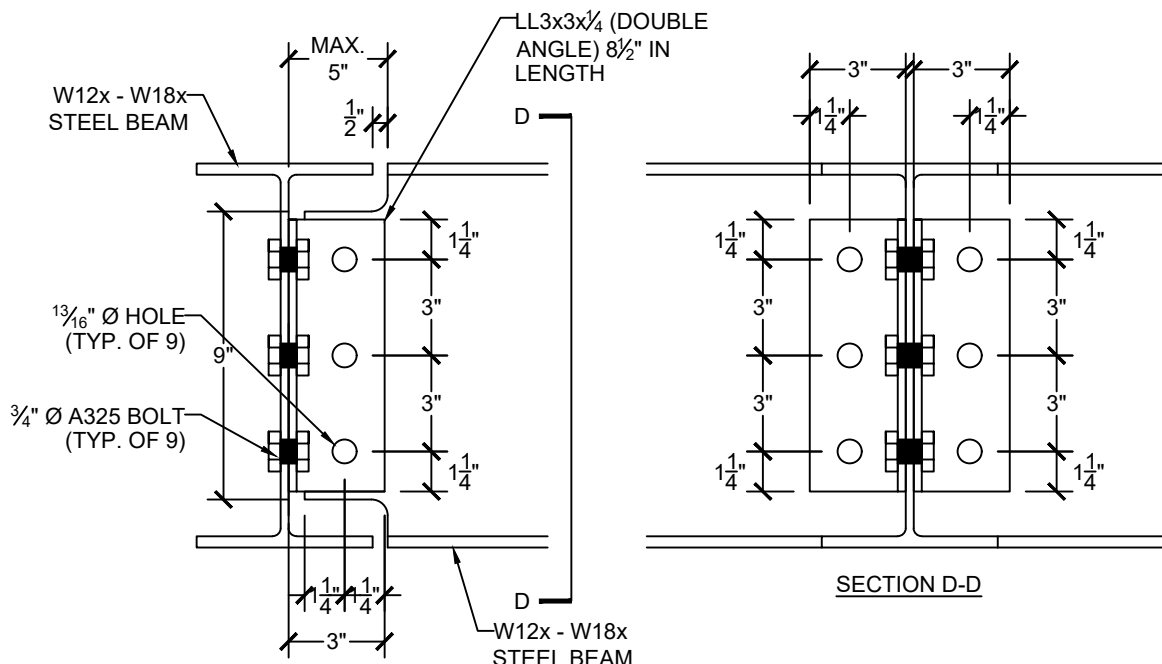 MAX.
5"
1/2"
LL3x3x1/4 (DOUBLE
ANGLE) 8 1/2" IN
LENGTH
W12x - W18x
STEEL BEAM
D
3"
3"
1 1/4"
1 1/4"
1 1/4"
3"
3"
1 1/4"
9"
13/16" Ø HOLE
(TYP. OF 9)
3/4" Ø A325 BOLT
(TYP. OF 9)
1 1/4"
1 1/4"
3"
D
W12x - W18x
STEEL BEAM
1 1/4"
3"
3"
1 1/4"
1 1/4"
3"
3"
1 1/4"
SECTION D-D